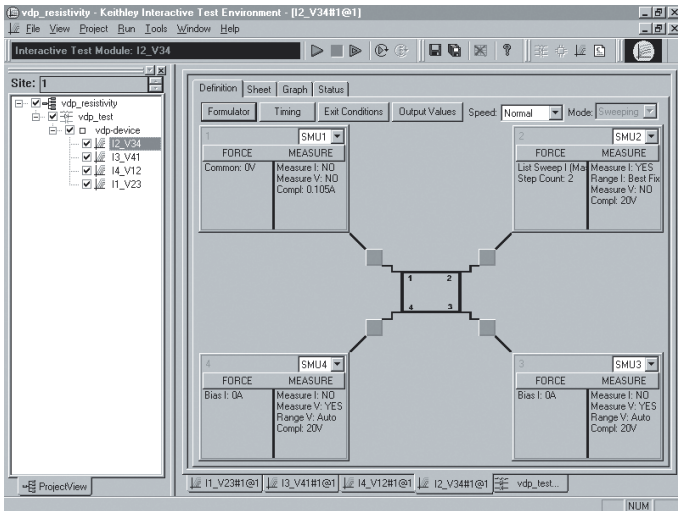 vdp_resistivity - Keithley Interactive Test Environment - [I2_V34#1@1]
File View Project Run Tools Window Help
Interactive Test Module: I2_V34
Site: 1
vdp_resistivity
vdp_test
vdp-device
I2_V34
I3_V41
I4_V12
I1_V23
ProjectView
Definition Sheet Graph Status
Formulator Timing Exit Conditions Output Values Speed: Normal Mode: Sweeping
1 SMU1
FORCE MEASURE
Common: 0V Measure I: NO
Measure V: NO
Compl: 0.105A
2 SMU2
FORCE MEASURE
List Sweep I (Ma Measure I: YES
Step Count: 2 Range I: Best Fix
Measure V: NO
Compl: 20V
1 2
4 3
4 SMU4
FORCE MEASURE
Bias I: 0A Measure I: NO
Measure V: YES
Range V: Auto
Compl: 20V
3 SMU3
FORCE MEASURE
Bias I: 0A Measure I: NO
Measure V: YES
Range V: Auto
Compl: 20V
I1_V23#1@1 I3_V41#1@1 I4_V12#1@1 I2_V34#1@1 vdp_test...
NUM